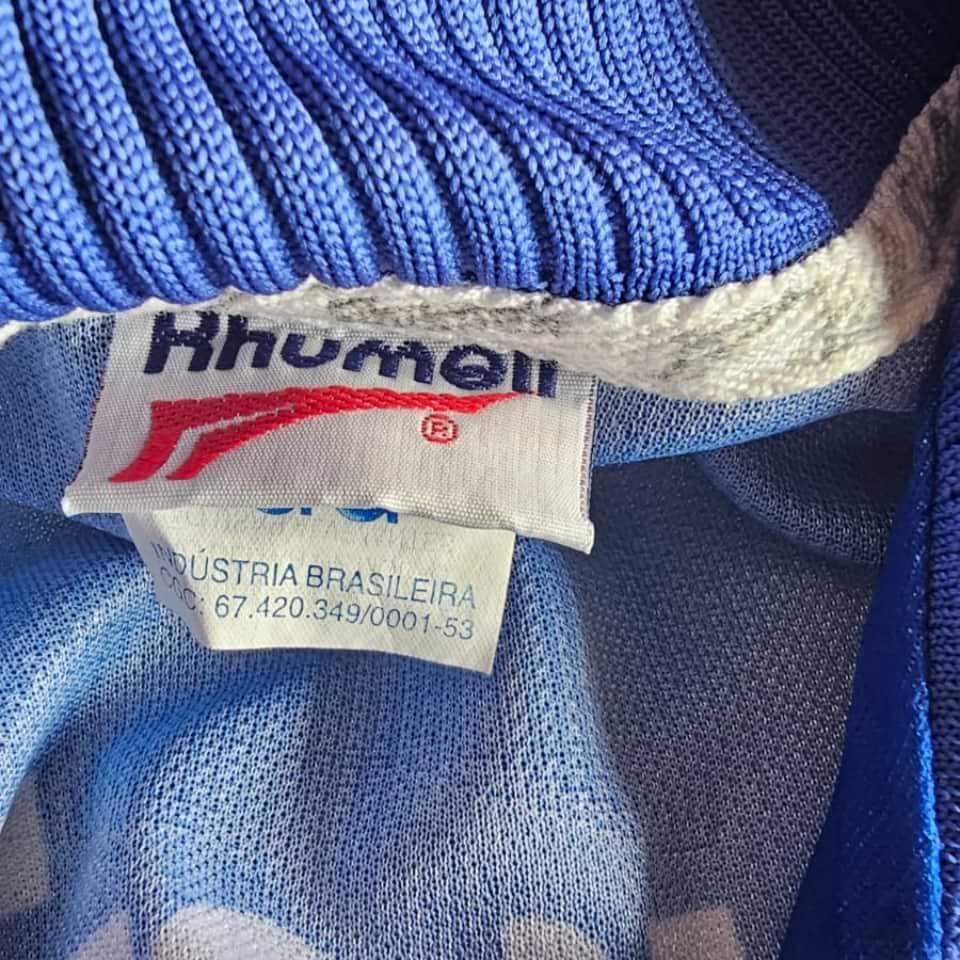 Rhumell
®
INDÚSTRIA BRASILEIRA
CGC: 67.420.349/0001-53